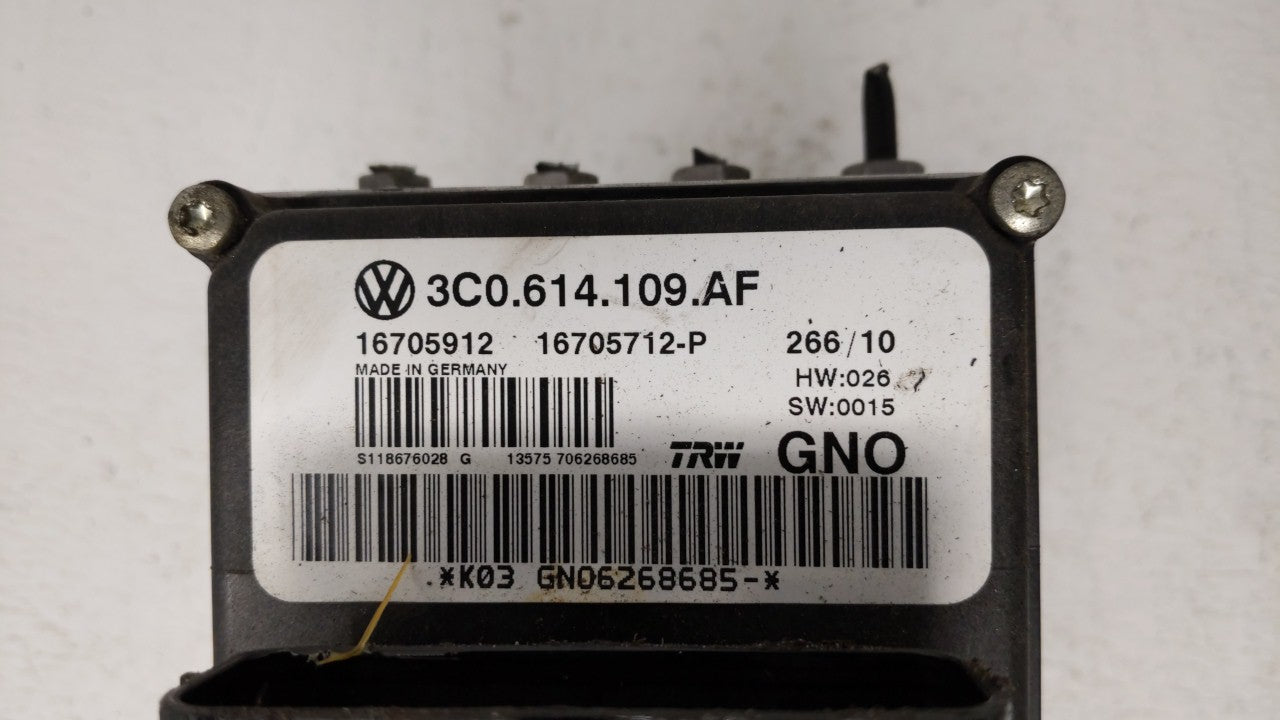 3C0.614.109.AF
16705912 16705712-P 266/10
MADE IN GERMANY
HW:026
SW:0015
S118676028 G 13575 706268685
TRW GNO
*K03 GNO6268685-*